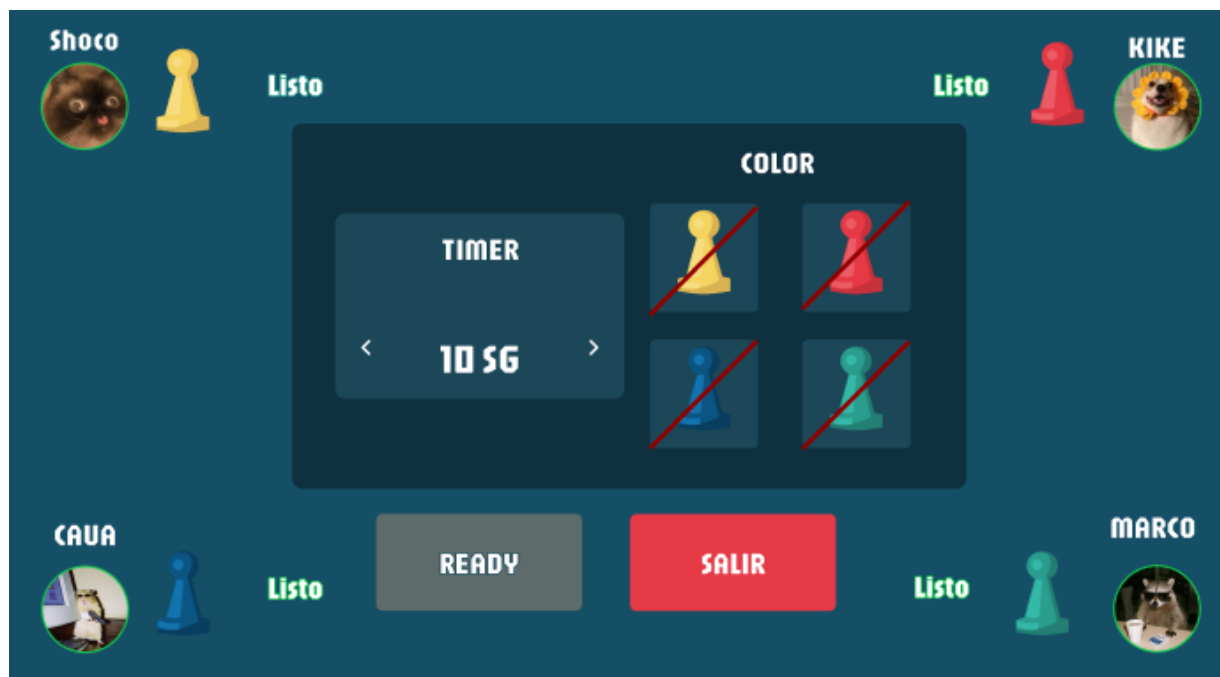 Shoco
KIKE
Listo
Listo
COLOR
TIMER
< 10 SG >
CAUA
MARCO
READY
SALIR
Listo
Listo